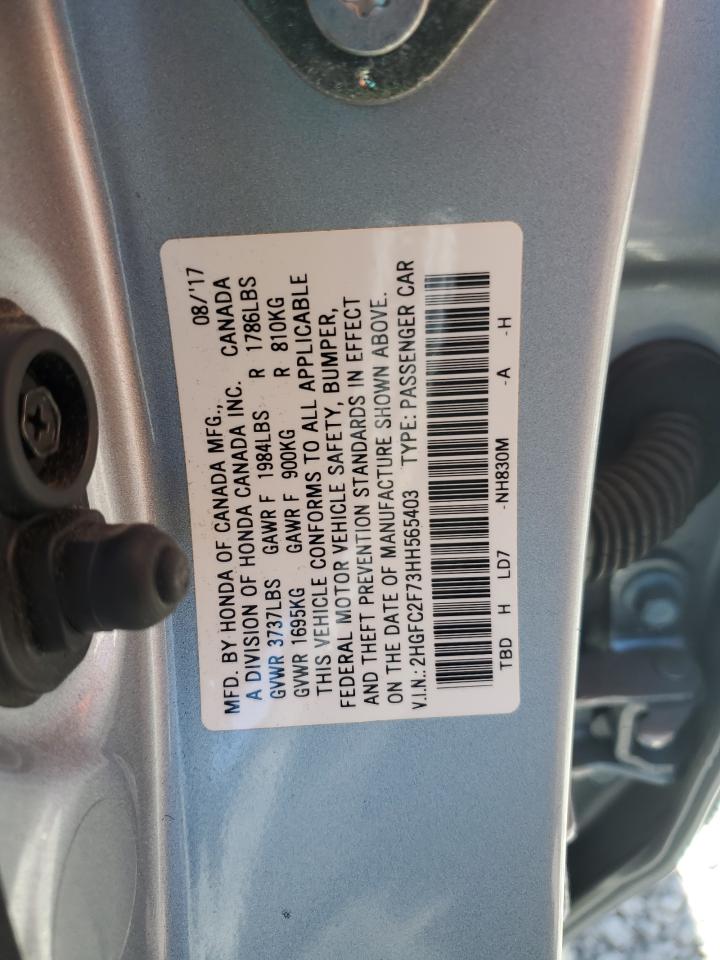 MFD. BY HONDA OF CANADA MFG., 08/'17
A DIVISION OF HONDA CANADA INC. CANADA
GVWR 3737LBS GAWR F 1984LBS R 1786LBS
GVWR 1695KG GAWR F 900KG R 810KG
THIS VEHICLE CONFORMS TO ALL APPLICABLE
FEDERAL MOTOR VEHICLE SAFETY, BUMPER,
AND THEFT PREVENTION STANDARDS IN EFFECT
ON THE DATE OF MANUFACTURE SHOWN ABOVE.
V.I.N.: 2HGFC2F73HH565403 TYPE: PASSENGER CAR
TBD H LD7 -NH830M -A -H